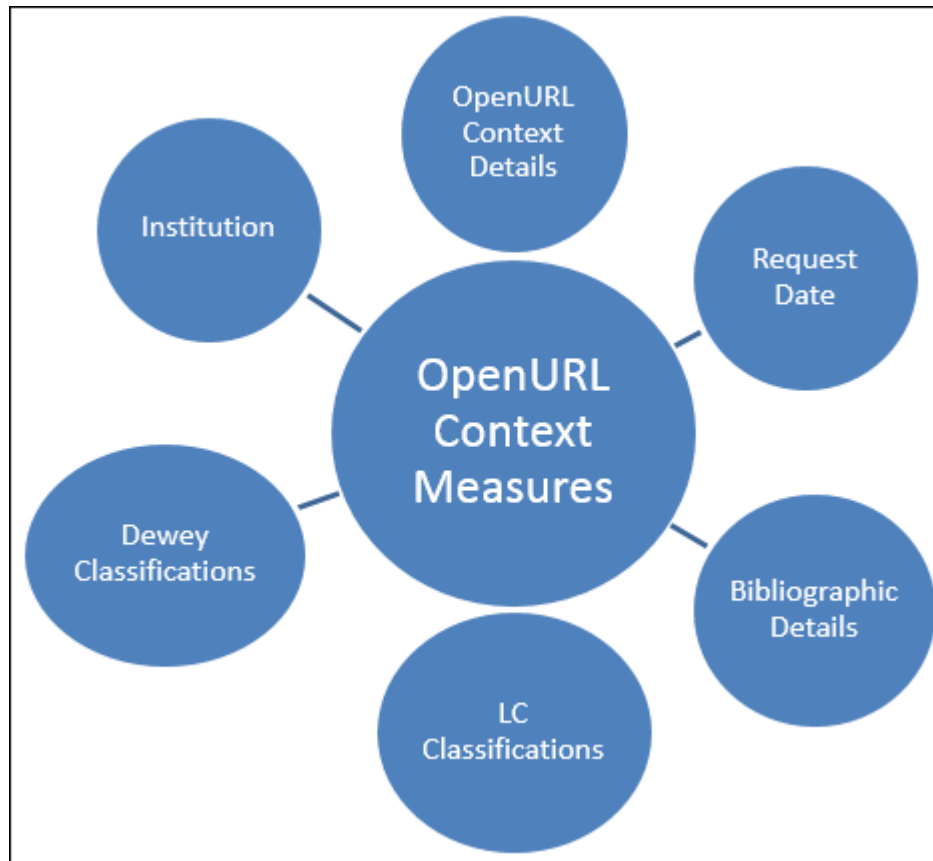 OpenURL
Context
Details
Institution
Request
Date
OpenURL
Context
Measures
Dewey
Classifications
Bibliographic
Details
LC
Classifications